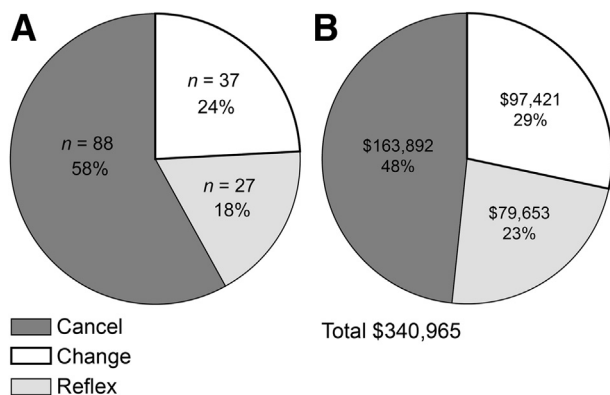 A
n = 37
24%
n = 88
58%
n = 27
18%
Cancel
Change
Reflex
B
$97,421
29%
$163,892
48%
$79,653
23%
Total $340,965